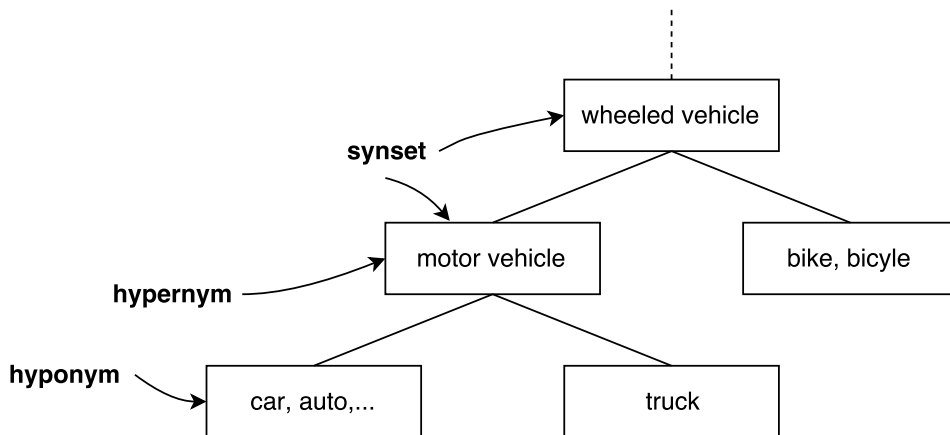 wheeled vehicle
synset
motor vehicle
bike, bicyle
hypernym
hyponym
car, auto,...
truck